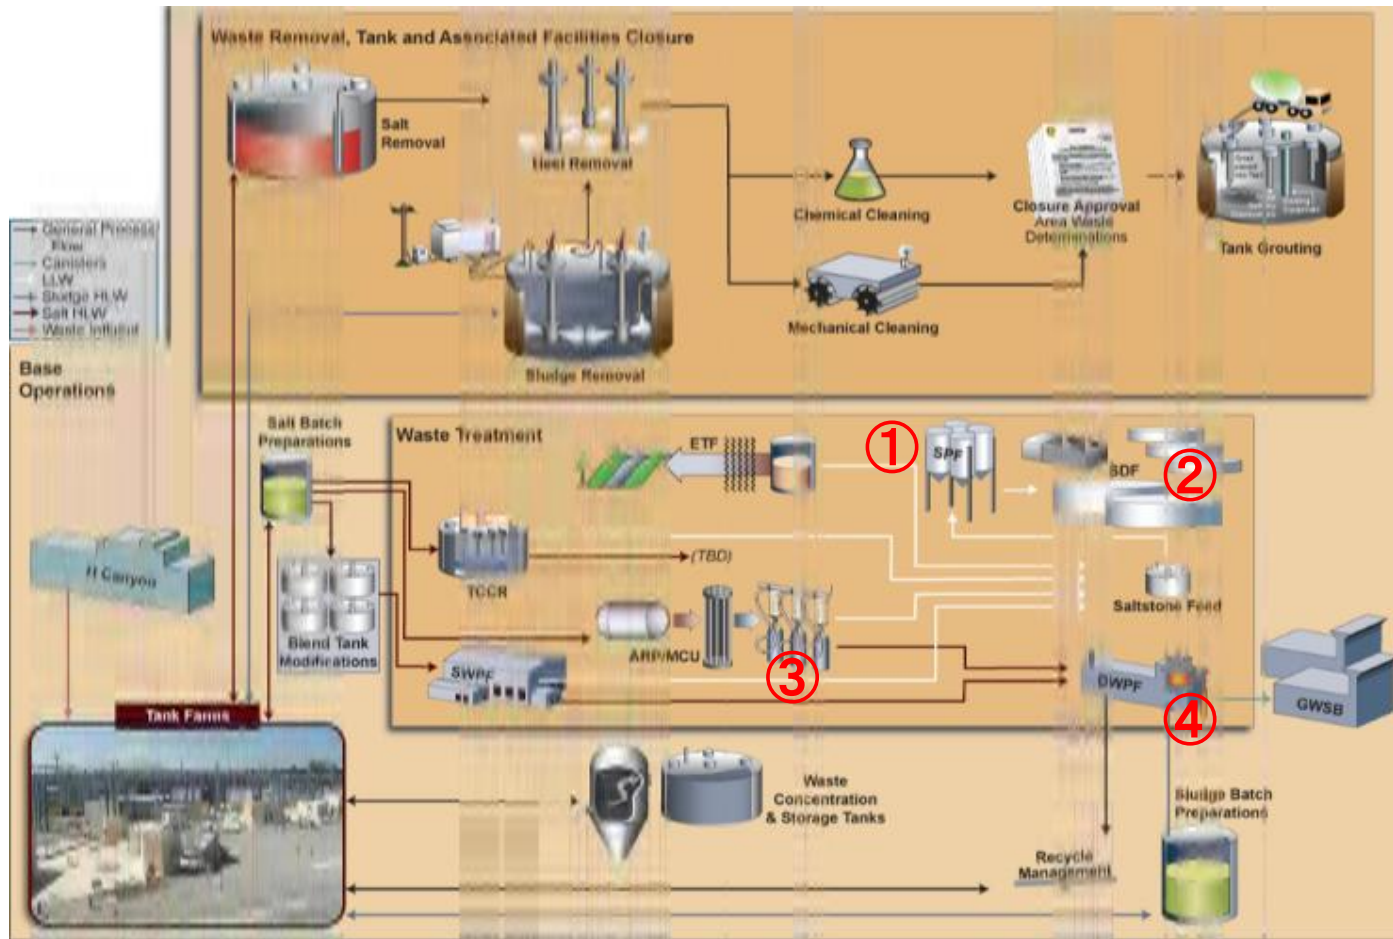 Waste Removal, Tank and Associated Facilities Closure
Salt
Removal
Heel Removal
Chemical Cleaning
Closure Approval
Area Waste
Determinations
Tank Grouting
Mechanical Cleaning
Sludge Removal
General Process
Flow
Canisters
LLW
Sludge HLW
Salt HLW
Waste Influent
Base
Operations
Salt Batch
Preparations
Waste Treatment
ETF
①
SPF
SDF
②
H Canyon
TCCR
(TBD)
Saltstone Feed
Blend Tank
Modifications
ARP/MCU
SWPF
③
DWPF
④
GWSB
Tank Farms
Waste
Concentration
& Storage Tanks
Sludge Batch
Preparations
Recycle
Management